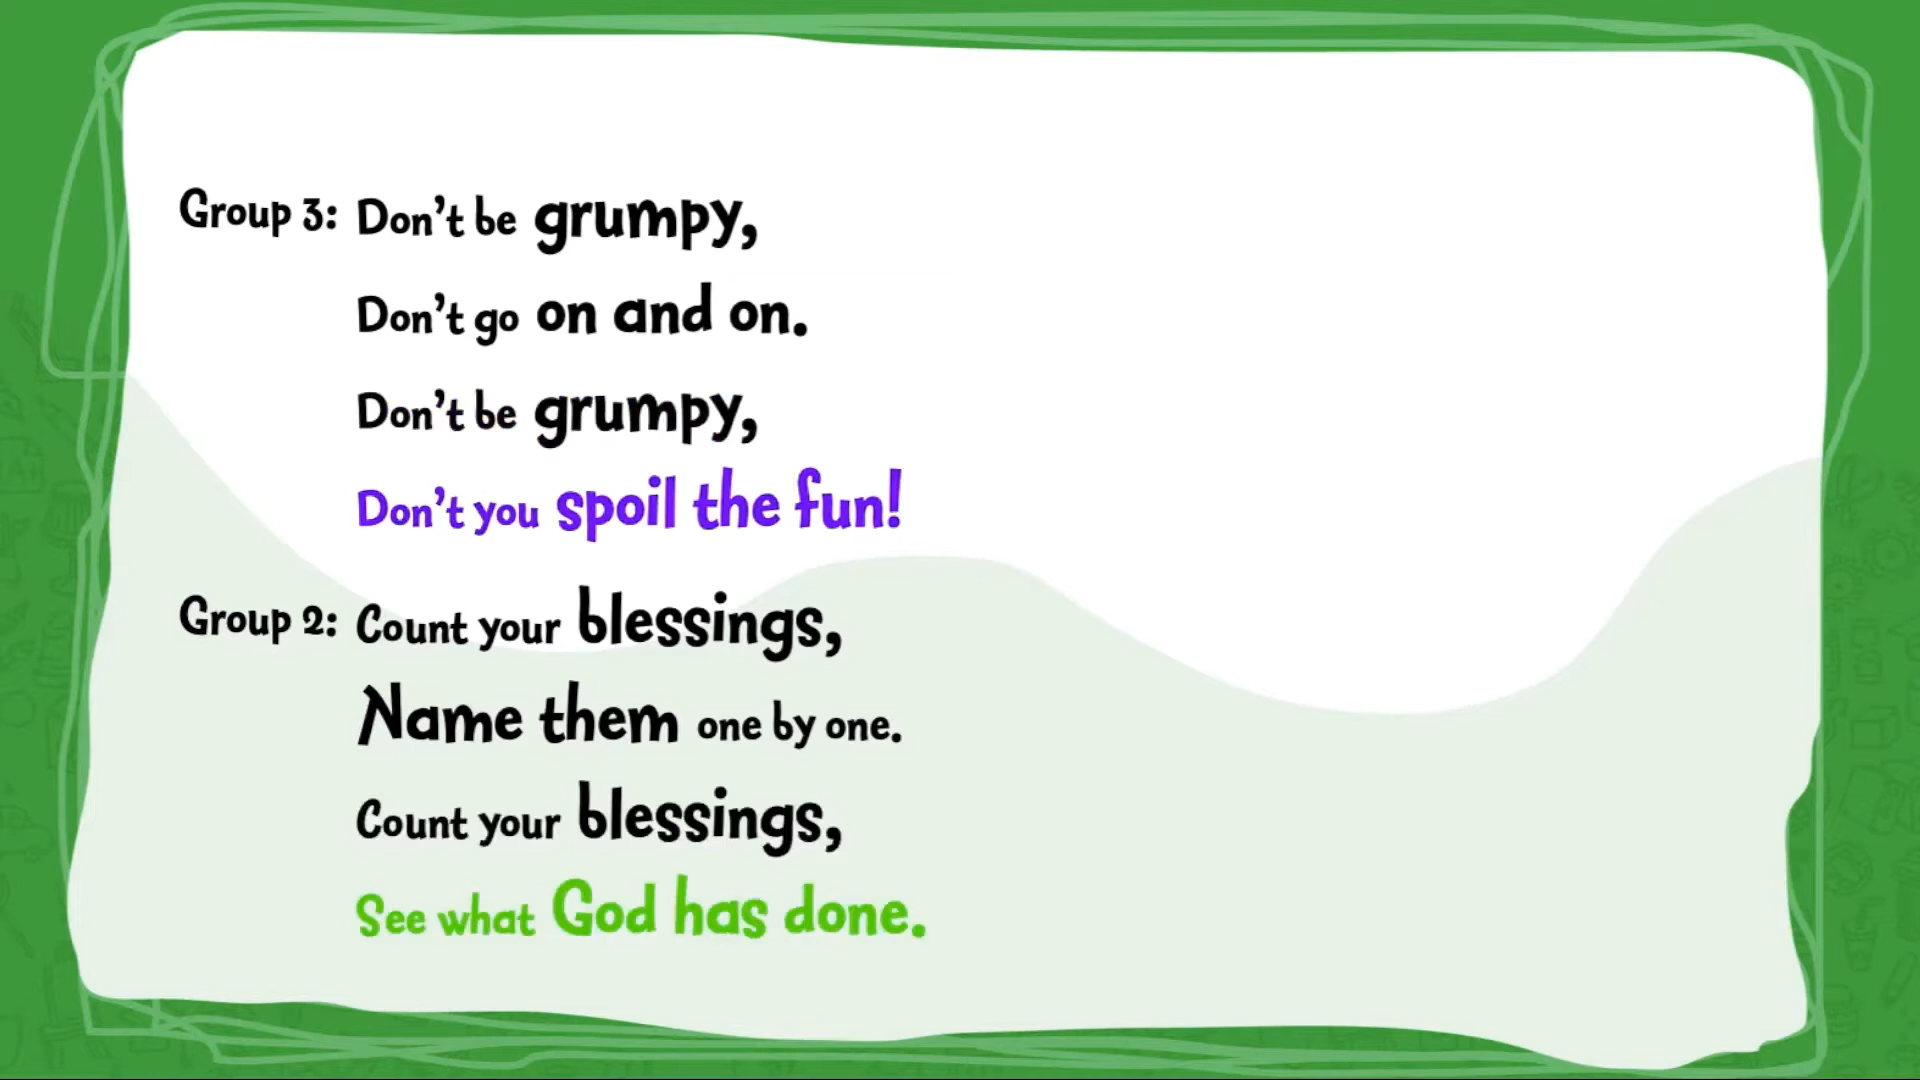 Group 3: Don't be grumpy,
Don't go on and on.
Don't be grumpy,
Don't you spoil the fun!
Group 2: Count your blessings,
Name them one by one.
Count your blessings,
See what God has done.